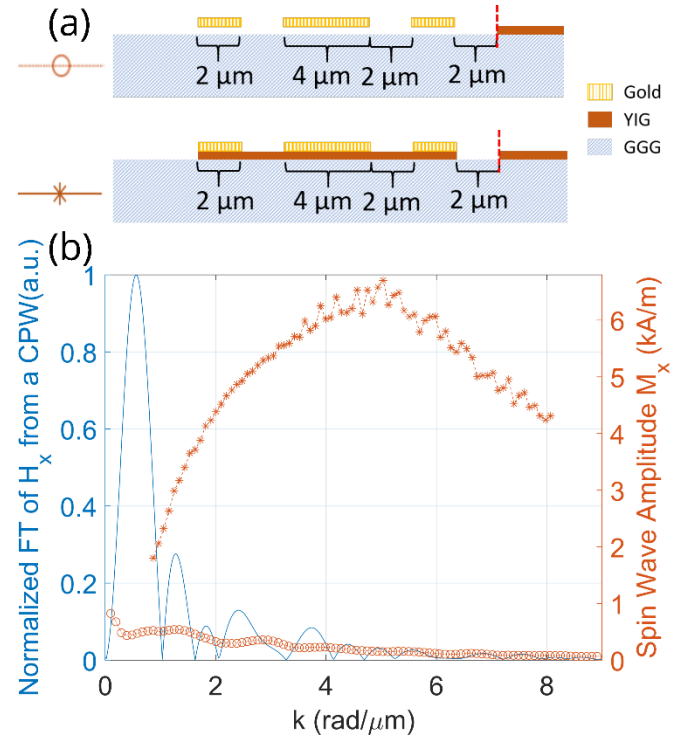 (a)
2 μm 4 μm 2 μm 2 μm
Gold
YIG
GGG
2 μm 4 μm 2 μm 2 μm
(b)
Normalized FT of H_x from a CPW(a.u.)
1
0.8
0.6
0.4
0.2
0
0 2 4 6 8
k (rad/μm)
6
5
4
3
2
1
0
Spin Wave Amplitude M_x (kA/m)